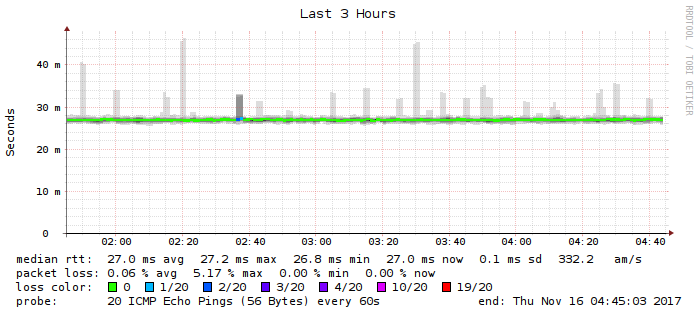 Last 3 Hours
RRDTOOL / TOBI OETIKER
Seconds
40 m
30 m
20 m
10 m
0
02:00 02:20 02:40 03:00 03:20 03:40 04:00 04:20 04:40
median rtt: 27.0 ms avg 27.2 ms max 26.8 ms min 27.0 ms now 0.1 ms sd 332.2 am/s
packet loss: 0.06 % avg 5.17 % max 0.00 % min 0.00 % now
loss color: 0 1/20 2/20 3/20 4/20 10/20 19/20
probe: 20 ICMP Echo Pings (56 Bytes) every 60s end: Thu Nov 16 04:45:03 2017